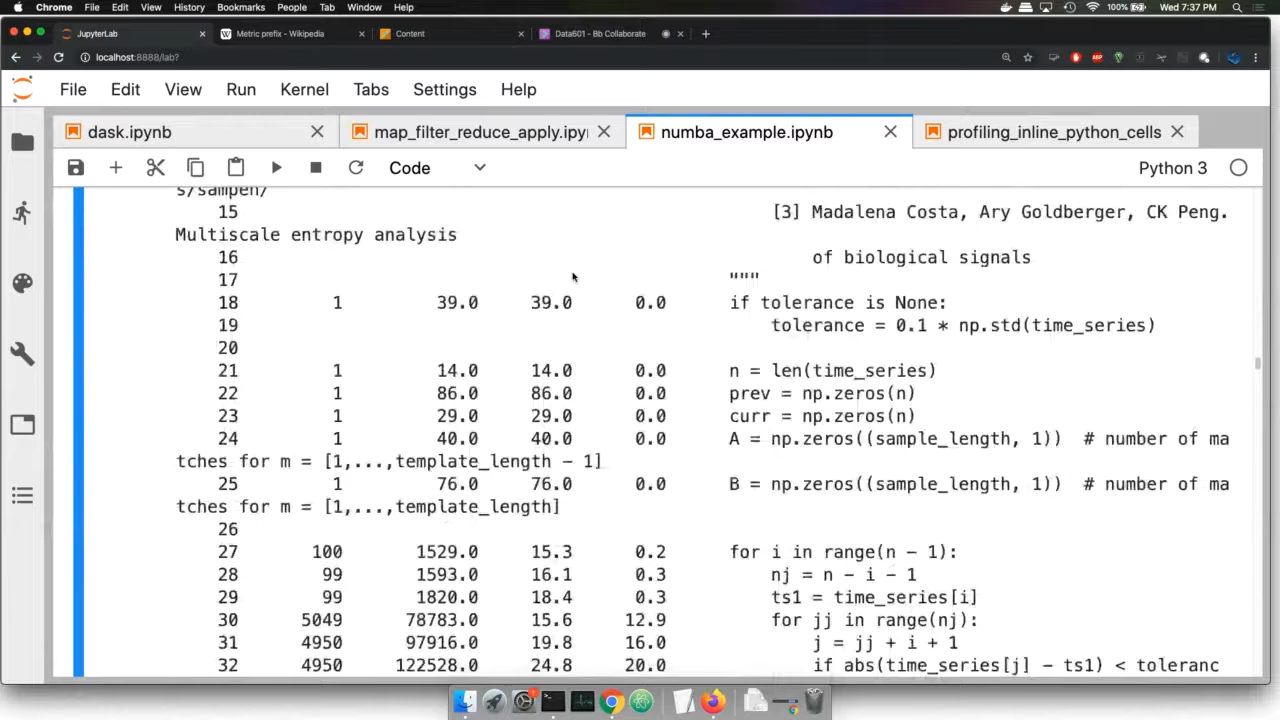 Chrome File Edit View History Bookmarks People Tab Window Help 100% Wed 7:37 PM
JupyterLab × Metric prefix - Wikipedia × Content × Data601 - Bb Collaborate × +
localhost:8888/lab?
File Edit View Run Kernel Tabs Settings Help
dask.ipynb map_filter_reduce_apply.ipy numba_example.ipynb profiling_inline_python_cells
Code Python 3
s/sampen/
15 [3] Madalena Costa, Ary Goldberger, CK Peng.
Multiscale entropy analysis
16 of biological signals
17 """
18 1 39.0 39.0 0.0 if tolerance is None:
19 tolerance = 0.1 * np.std(time_series)
20
21 1 14.0 14.0 0.0 n = len(time_series)
22 1 86.0 86.0 0.0 prev = np.zeros(n)
23 1 29.0 29.0 0.0 curr = np.zeros(n)
24 1 40.0 40.0 0.0 A = np.zeros((sample_length, 1)) # number of ma
tches for m = [1,...,template_length - 1]
25 1 76.0 76.0 0.0 B = np.zeros((sample_length, 1)) # number of ma
tches for m = [1,...,template_length]
26
27 100 1529.0 15.3 0.2 for i in range(n - 1):
28 99 1593.0 16.1 0.3 nj = n - i - 1
29 99 1820.0 18.4 0.3 ts1 = time_series[i]
30 5049 78783.0 15.6 12.9 for jj in range(nj):
31 4950 97916.0 19.8 16.0 j = jj + i + 1
32 4950 122528.0 24.8 20.0 if abs(time_series[j] - ts1) < toleranc